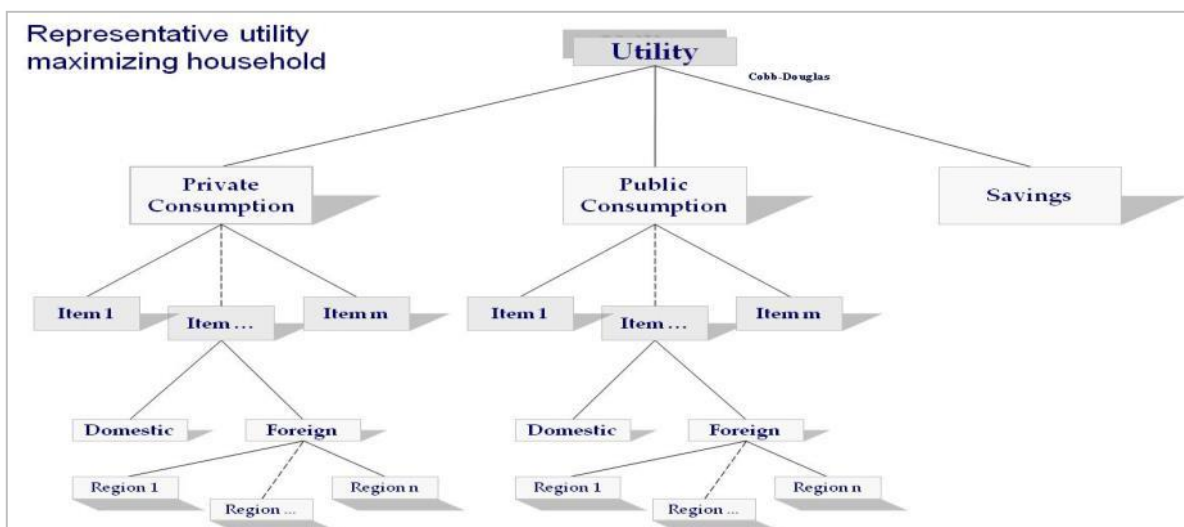 Representative utility
maximizing household
Utility
Cobb-Douglas
Private
Consumption
Public
Consumption
Savings
Item 1
Item ...
Item m
Item 1
Item ...
Item m
Domestic
Foreign
Domestic
Foreign
Region 1
Region ...
Region n
Region 1
Region ...
Region n